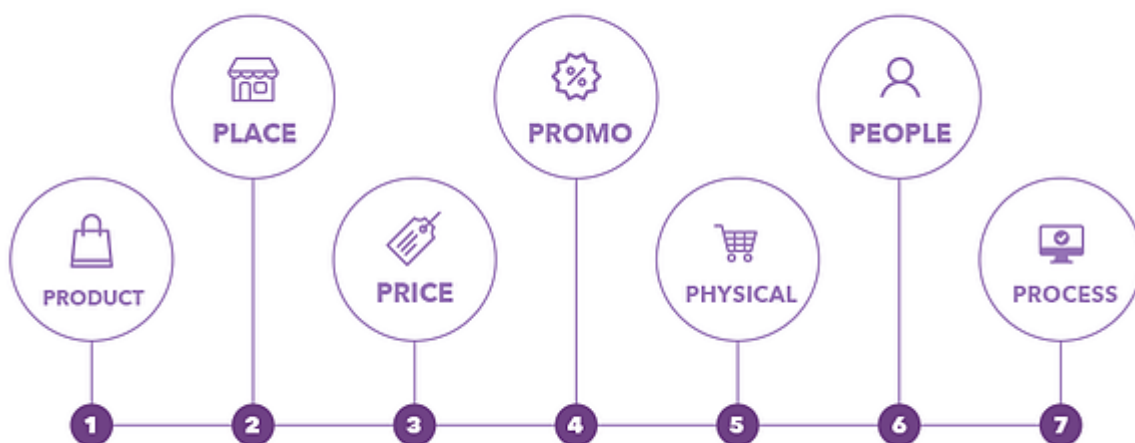 PLACE
PROMO
PEOPLE
PRODUCT
PRICE
PHYSICAL
PROCESS
1 2 3 4 5 6 7